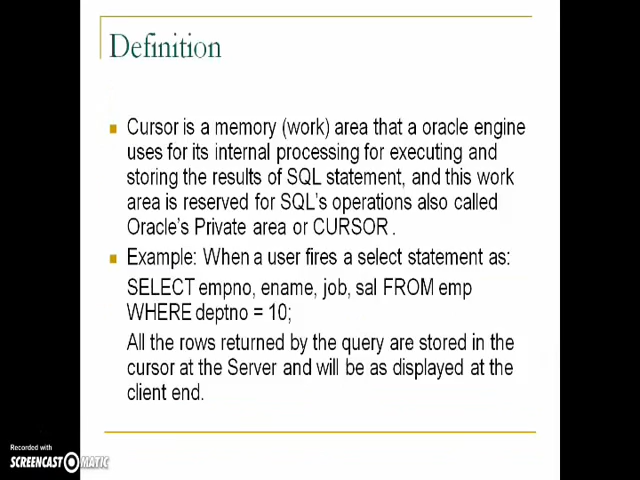 Definition
Cursor is a memory (work) area that a oracle engine
uses for its internal processing for executing and
storing the results of SQL statement, and this work
area is reserved for SQL's operations also called
Oracle's Private area or CURSOR .
Example: When a user fires a select statement as:
SELECT empno, ename, job, sal FROM emp
WHERE deptno = 10;
All the rows returned by the query are stored in the
cursor at the Server and will be as displayed at the
client end.
Recorded with
SCREENCAST MATIC